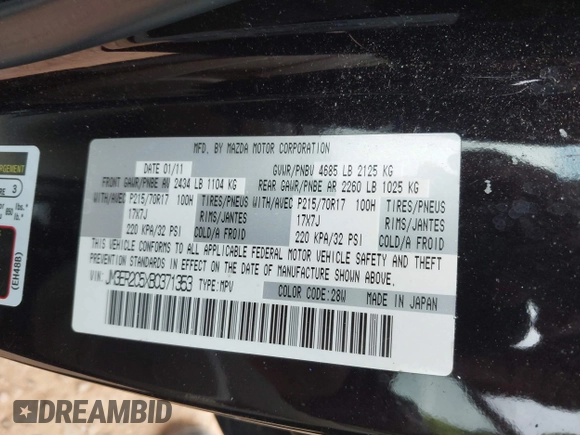 MFD. BY MAZDA MOTOR CORPORATION
DATE 01/11 GVWR/PNBV 4685 LB 2125 KG
FRONT GAWR/PNBE AV 2434 LB 1104 KG REAR GAWR/PNBE AR 2260 LB 1025 KG
WITH/AVEC P215/70R17 100H TIRES/PNEUS WITH/AVEC P215/70R17 100H TIRES/PNEUS
17X7J RIMS/JANTES 17X7J RIMS/JANTES
220 KPA/32 PSI COLD/A FROID 220 KPA/32 PSI COLD/A FROID
THIS VEHICLE CONFORMS TO ALL APPLICABLE FEDERAL MOTOR VEHICLE SAFETY AND THEFT
PREVENTION STANDARDS IN EFFECT ON THE DATE OF MANUFACTURE SHOWN ABOVE.
VIN: JM3ER2C5XB0371353 TYPE:MPV COLOR CODE:28W MADE IN JAPAN
3
(EH48B)
DREAMBID